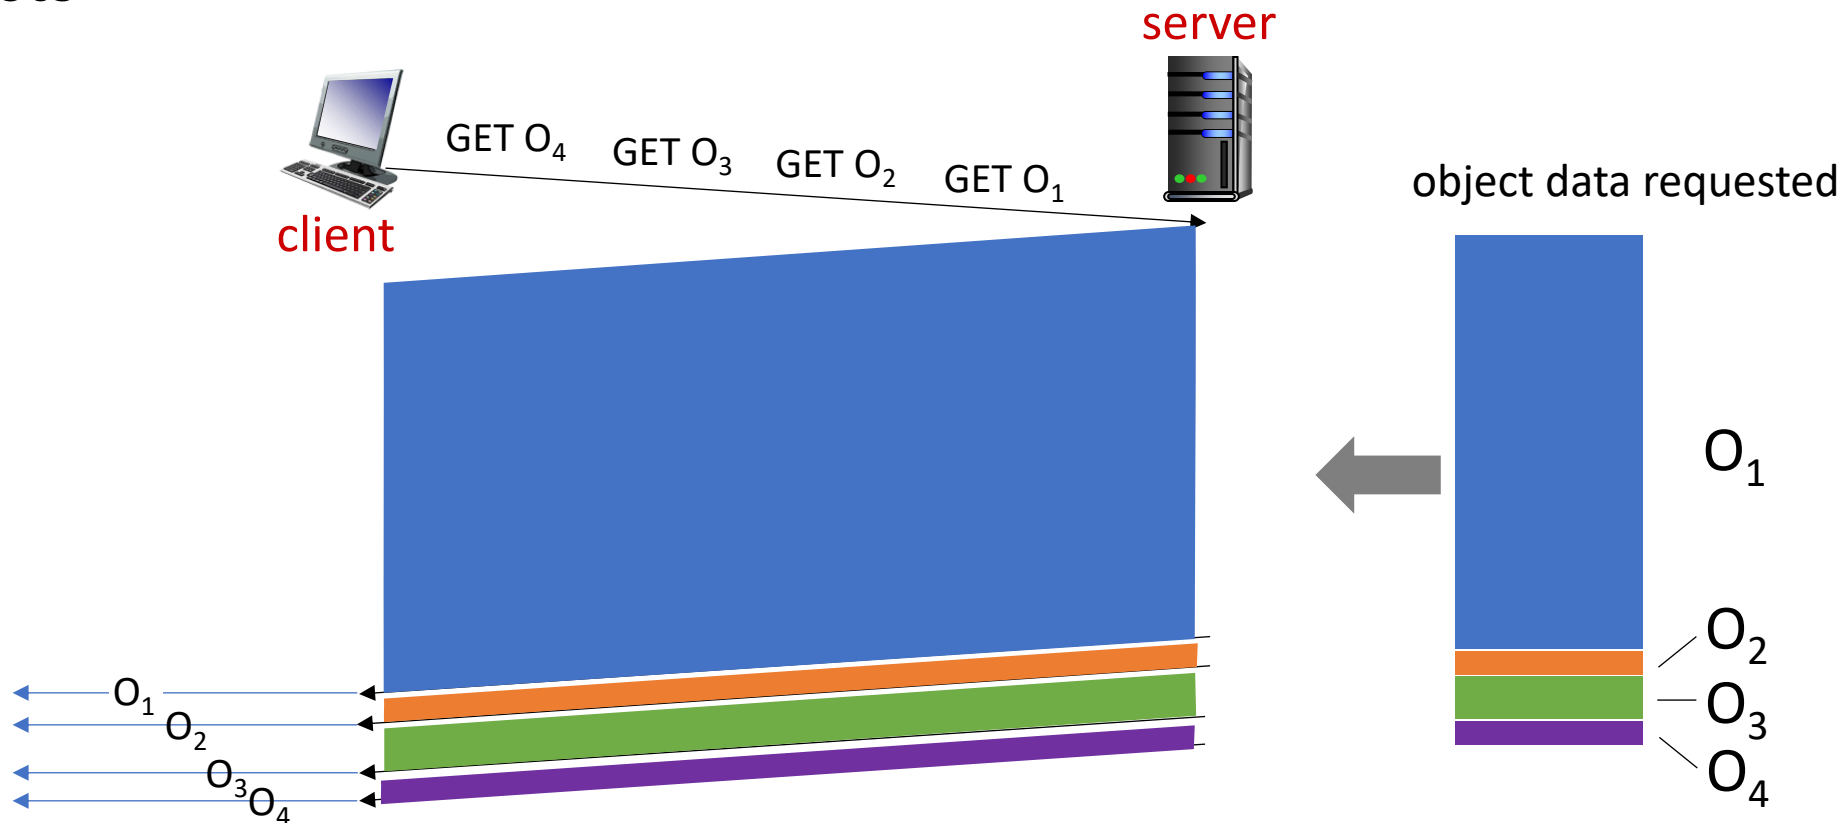 server
GET O₄
GET O₃
GET O₂
GET O₁
object data requested
client
O₁
O₂
O₃
O₄
O₁
O₂
O₃
O₄